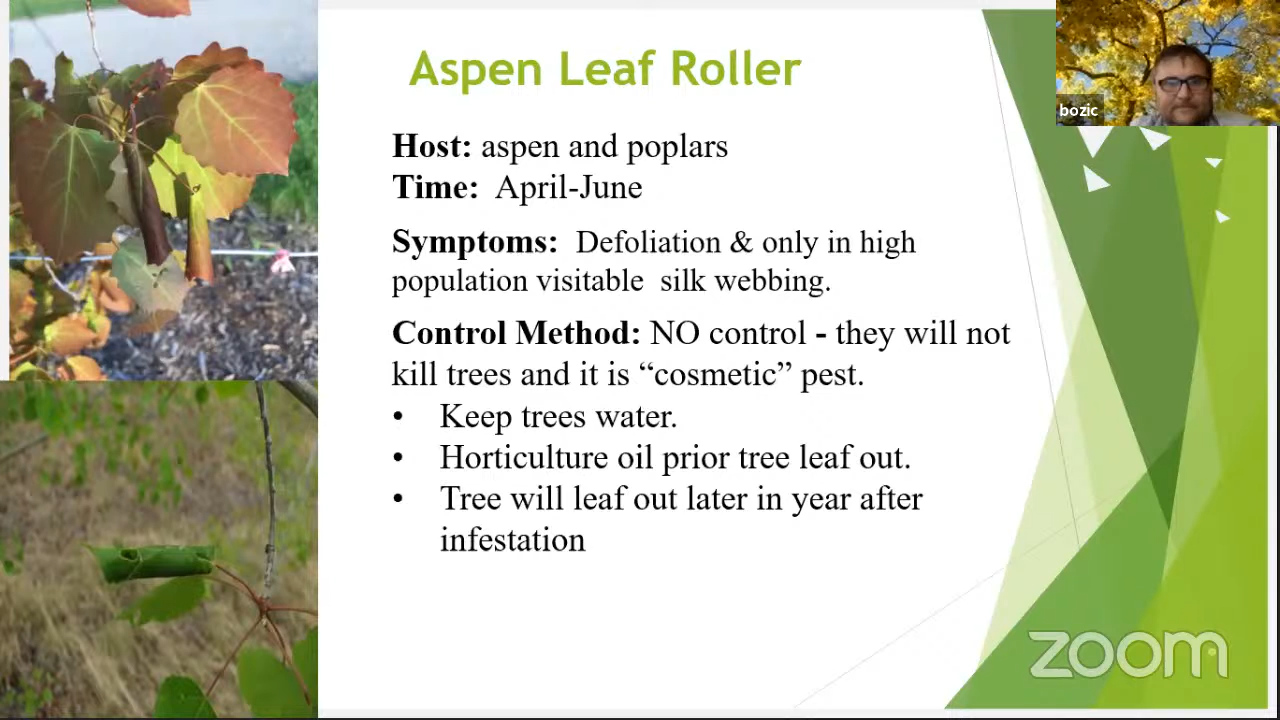 Aspen Leaf Roller
bozic
Host: aspen and poplars
Time: April-June
Symptoms: Defoliation & only in high
population visitable silk webbing.
Control Method: NO control - they will not
kill trees and it is “cosmetic” pest.
• Keep trees water.
• Horticulture oil prior tree leaf out.
• Tree will leaf out later in year after
infestation
zoom